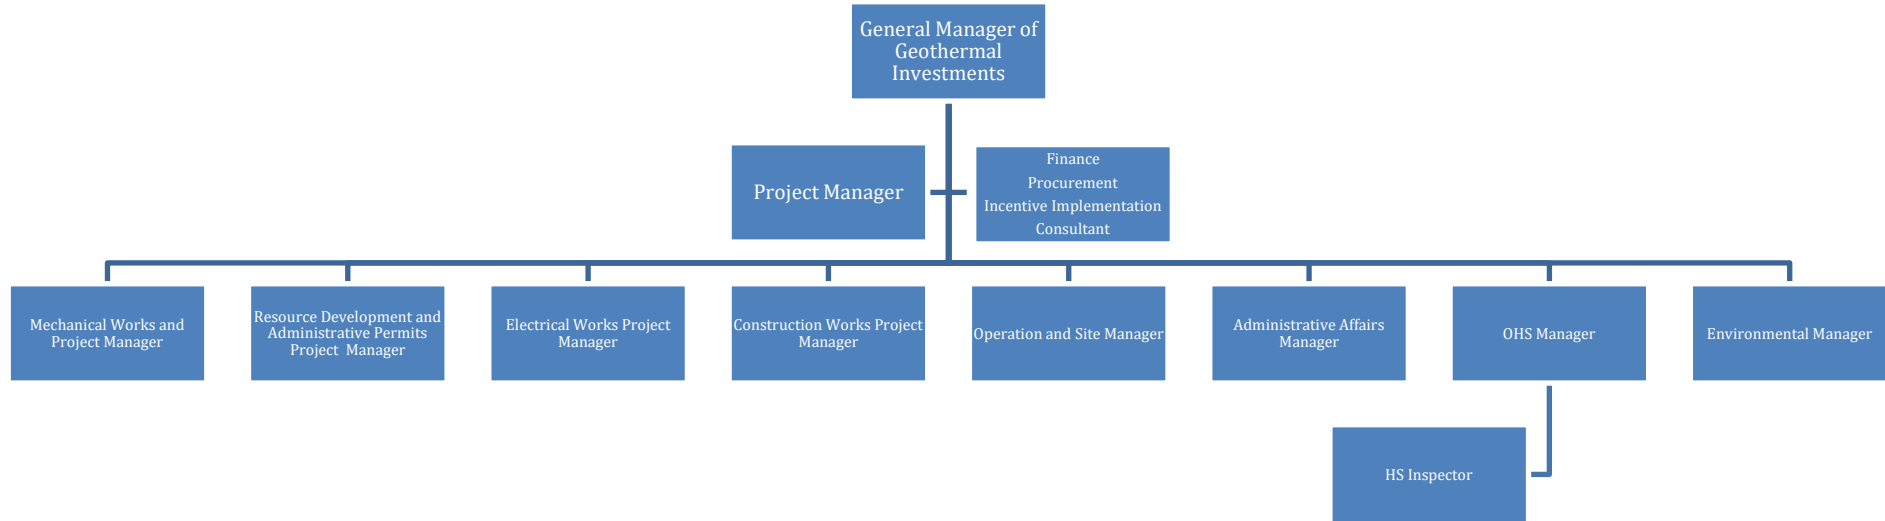 General Manager of
Geothermal
Investments
Project Manager
Finance
Procurement
Incentive Implementation
Consultant
Mechanical Works and
Project Manager
Resource Development and
Administrative Permits
Project Manager
Electrical Works Project
Manager
Construction Works Project
Manager
Operation and Site Manager
Administrative Affairs
Manager
OHS Manager
Environmental Manager
HS Inspector